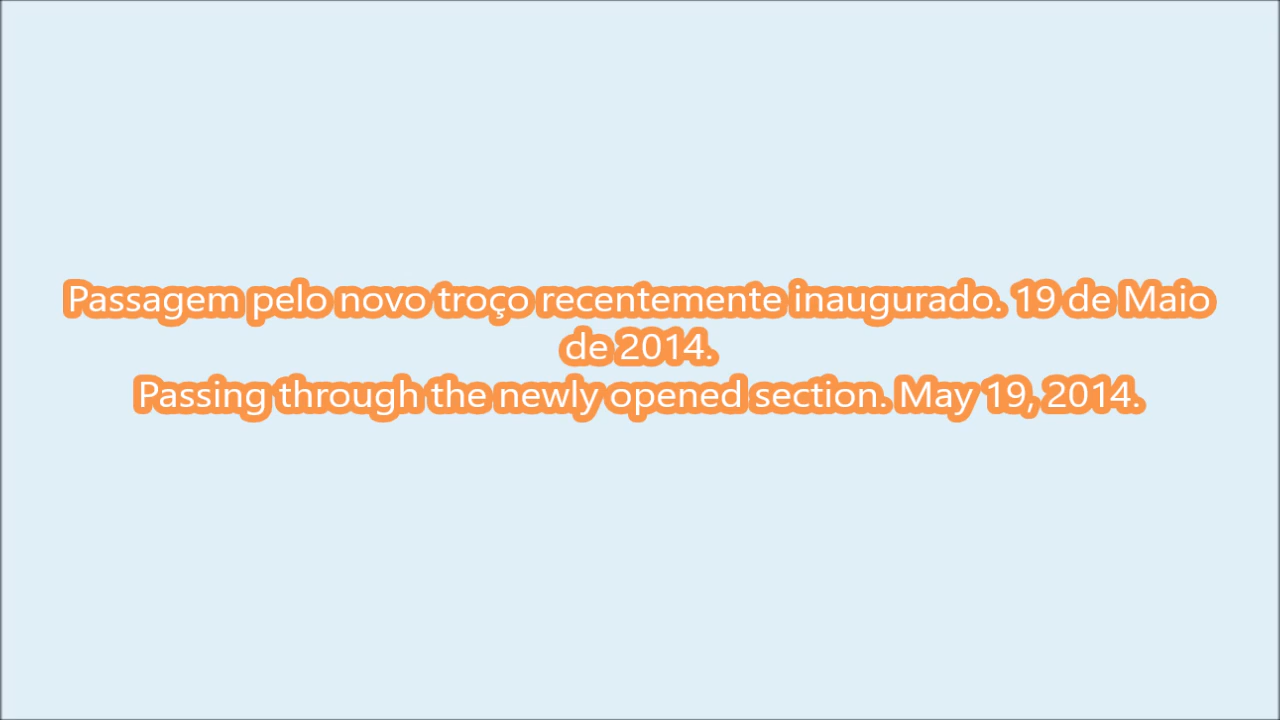 Passagem pelo novo troço recentemente inaugurado. 19 de Maio
de 2014.
Passing through the newly opened section. May 19, 2014.